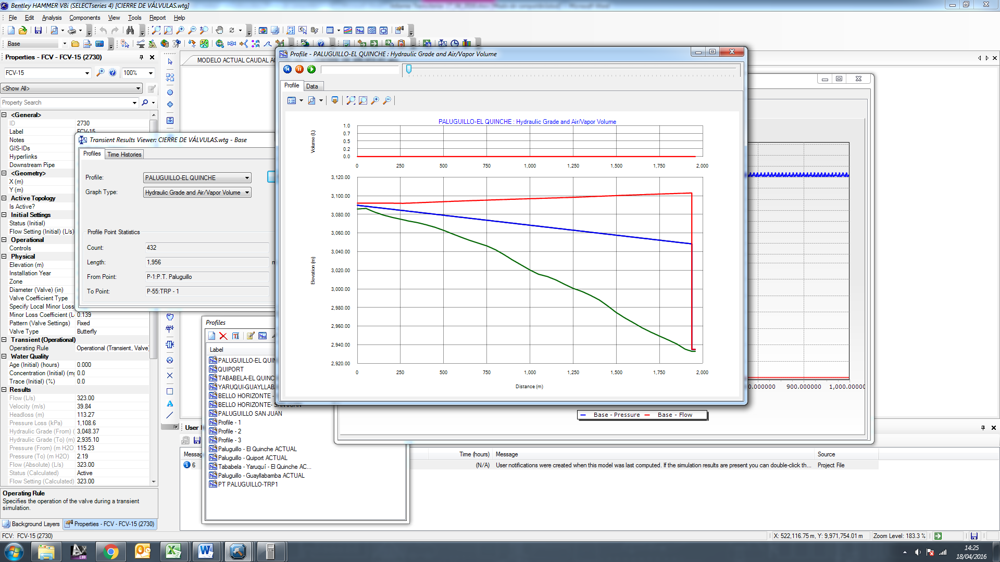 Bentley HAMMER V8i (SELECTseries 4) [CIERRE DE VÁLVULAS.wtg]
File Edit Analysis Components View Tools Report Help
Base
Properties - FCV - FCV-15 (2730)
FCV-15
100%
<Show All>
Property Search
<General>
ID 2730
Label FCV-15
Notes
GIS-IDs
Hyperlinks
Downstream Pipe
<Geometry>
X (m)
Y (m)
Active Topology
Is Active?
Initial Settings
Status (Initial)
Flow Setting (Initial) (L/s)
Operational
Controls
Physical
Elevation (m)
Installation Year
Zone
Diameter (Valve) (in)
Valve Coefficient Type
Specify Local Minor Loss
Minor Loss Coefficient (L 0.139
Pattern (Valve Settings) Fixed
Valve Type Butterfly
Transient (Operational)
Operating Rule Operational (Transient, Valve)
Water Quality
Age (Initial) (hours) 0.000
Concentration (Initial) (mg 0.0
Trace (Initial) (%) 0.0
Results
Flow (L/s) 323.00
Velocity (m/s) 39.84
Headloss (m) 113.27
Pressure Loss (kPa) 1,108.6
Hydraulic Grade (From) ( 3,048.37
Hydraulic Grade (To) (m) 2,935.10
Pressure (From) (m H2O 115.23
Pressure (To) (m H2O) 2.19
Flow (Absolute) (L/s) 323.00
Status (Calculated) Active
Flow Setting (Calculated) 323.00
Operating Rule
Specifies the operation of the valve during a transient
simulation.
Background Layers
Properties - FCV - FCV-15 (2730)
FCV: FCV-15 (2730)
MODELO ACTUAL CAUDAL AC
Transient Results Viewer: CIERRE DE VÁLVULAS.wtg - Base
Profiles Time Histories
Profile: PALUGUILLO-EL QUINCHE
Graph Type: Hydraulic Grade and Air/Vapor Volume
Profile Point Statistics
Count: 432
Length: 1,956 m
From Point: P-1:P.T. Paluguillo
To Point: P-55:TRP - 1
Profiles
Label
PALUGUILLO-EL QUIN
QUIPORT
TABABELA-EL QUINC
YARUQUI-GUAYLLAB
BELLO HORIZONTE -
BELLO HORIZONTE- SAN JUAN
PALUGUILLO SAN JUAN
Profile - 1
Profile - 2
Profile - 3
Paluguillo - El Quinche ACTUAL
Paluguillo - Quiport ACTUAL
Tababela - Yaruquí - El Quinche AC...
Paluguillo - Guayllabamba ACTUAL
PT PALUGUILLO-TRP1
Profile - PALUGUILLO-EL QUINCHE : Hydraulic Grade and Air/Vapor Volume
Profile Data
PALUGUILLO-EL QUINCHE : Hydraulic Grade and Air/Vapor Volume
Volume (L)
1.0
0.7
0.5
0.2
0.0
0 250 500 750 1,000 1,250 1,500 1,750 2,000
Elevation (m)
3,120.00
3,100.00
3,080.00
3,060.00
3,040.00
3,020.00
3,000.00
2,980.00
2,960.00
2,940.00
2,920.00
0 250 500 750 1,000 1,250 1,500 1,750 2,000
Distance (m)
0.000000 900.000000 1,000.00000
Base - Pressure Base - Flow
User
Messag Time (hours) Message Source
6 (N/A) User notifications were created when this model was last computed. If the simulation results are present you can double-click th... Project File
X: 522,116.75 m, Y: 9,971,754.01 m
Zoom Level: 183.3 %
C3D
14:25
18/04/2016